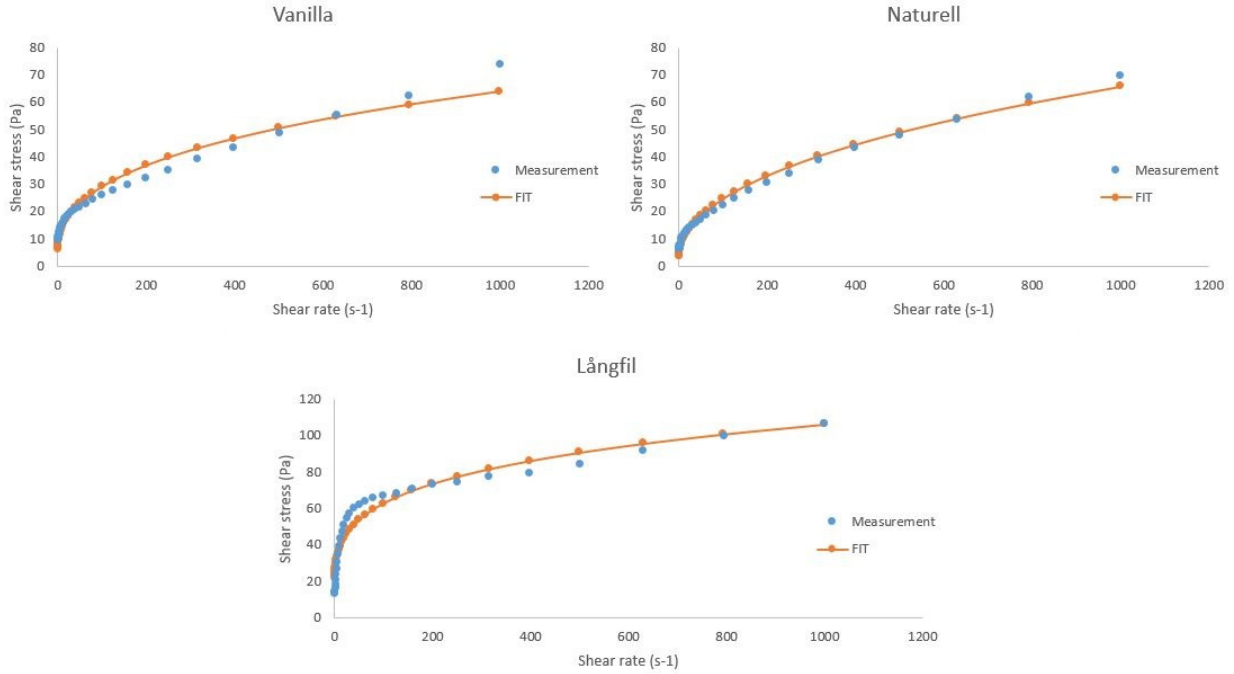 Vanilla
80
70
60
50
40
30
20
10
0
Shear stress (Pa)
0 200 400 600 800 1000 1200
Shear rate (s-1)
Measurement
FIT
Naturell
80
70
60
50
40
30
20
10
0
Shear stress (Pa)
0 200 400 600 800 1000 1200
Shear rate (s-1)
Measurement
FIT
Långfil
120
100
80
60
40
20
0
Shear stress (Pa)
0 200 400 600 800 1000 1200
Shear rate (s-1)
Measurement
FIT